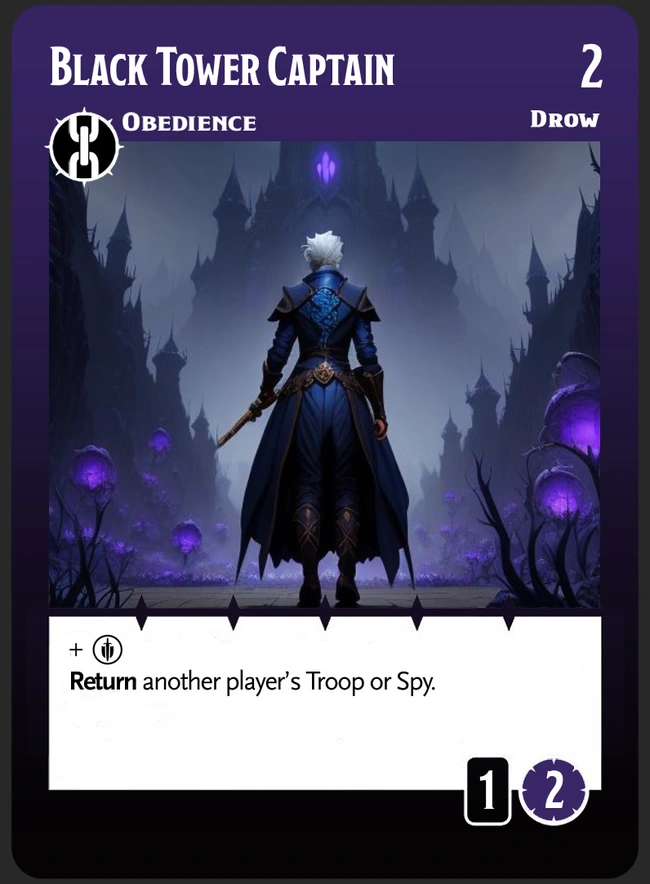 Black Tower Captain 2
Obedience Drow
+
Return another player's Troop or Spy.
1 2